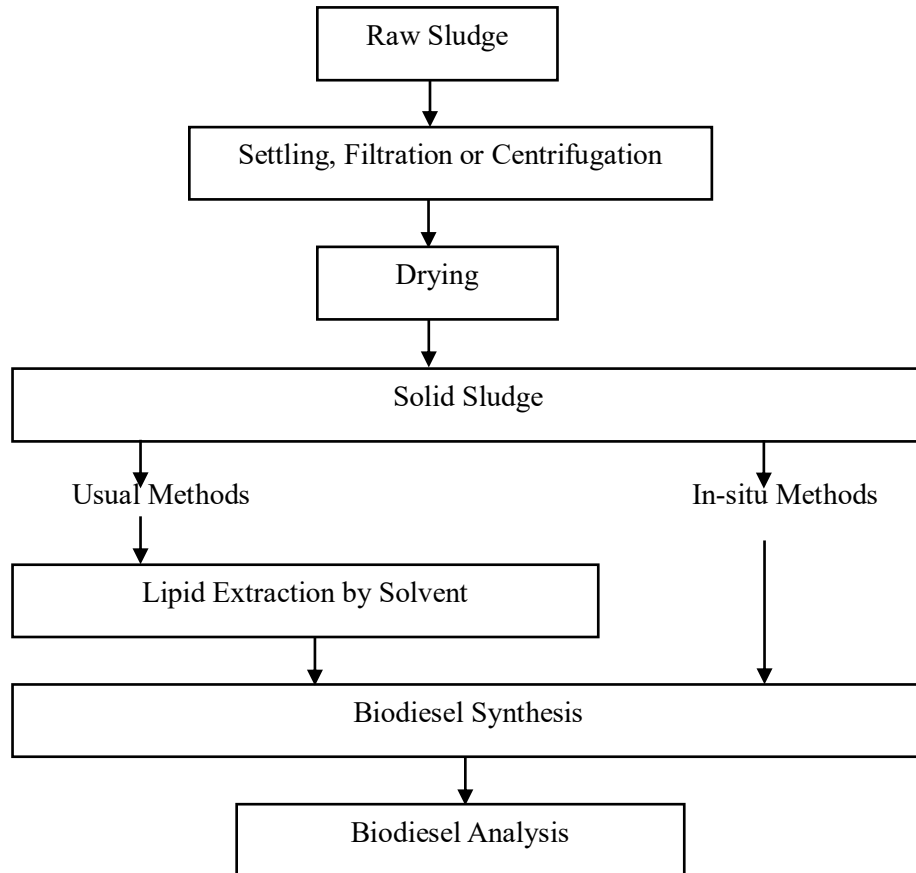 Raw Sludge
Settling, Filtration or Centrifugation
Drying
Solid Sludge
Usual Methods
In-situ Methods
Lipid Extraction by Solvent
Biodiesel Synthesis
Biodiesel Analysis